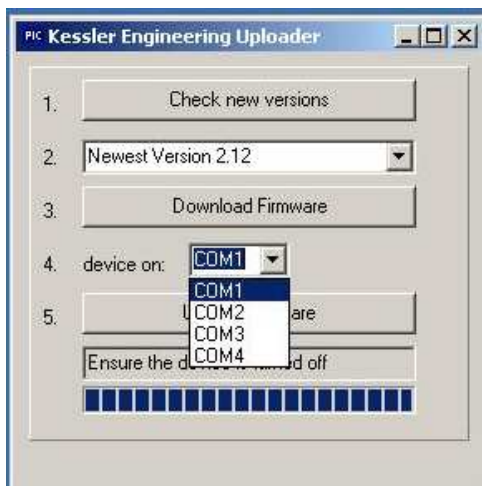 PIC Kessler Engineering Uploader
1. Check new versions
2. Newest Version 2.12
3. Download Firmware
4. device on: COM1
COM1
5. COM2
COM3
COM4
Ensure the off